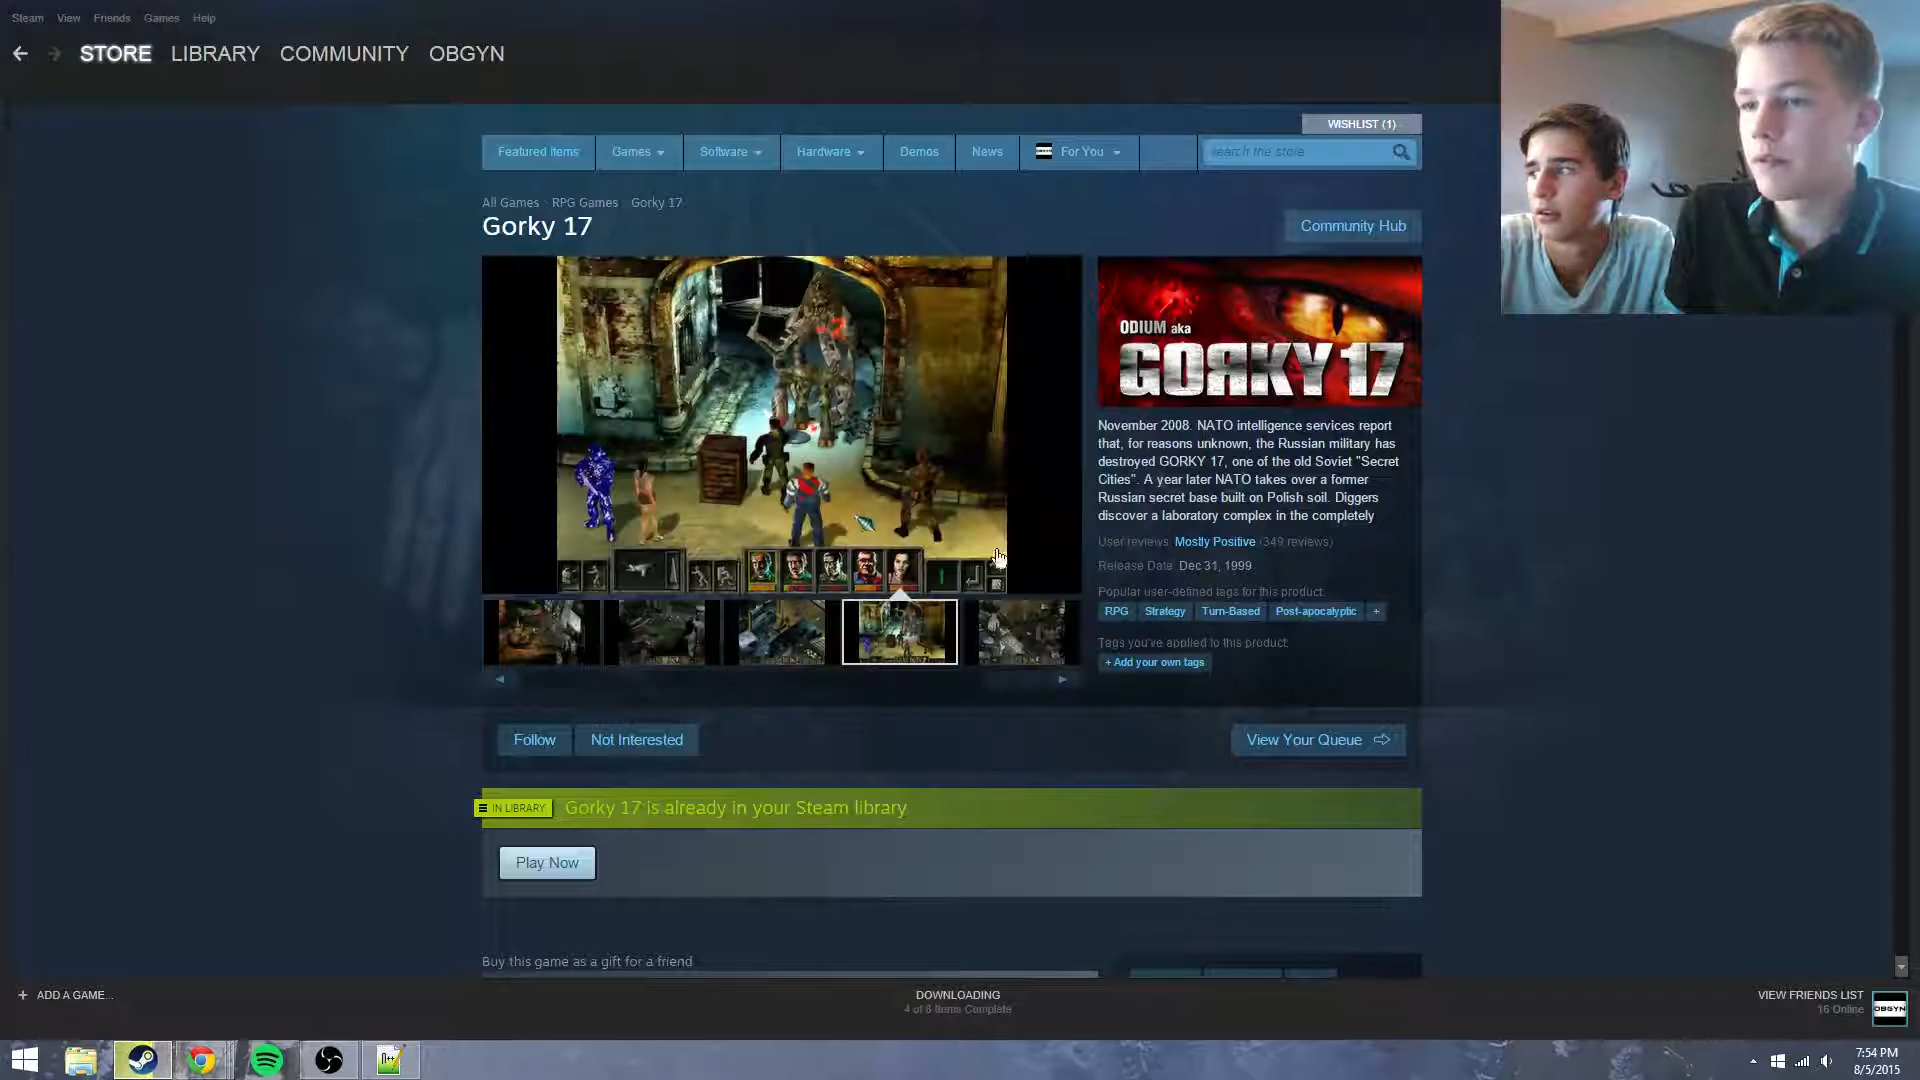 Steam View Friends Games Help
STORE LIBRARY COMMUNITY OBGYN
WISHLIST (1)
Featured Items Games Software Hardware Demos News For You search the store
All Games RPG Games Gorky 17
Gorky 17
Community Hub
ODIUM aka
GOЯKY 17
November 2008. NATO intelligence services report
that, for reasons unknown, the Russian military has
destroyed GORKY 17, one of the old Soviet "Secret
Cities". A year later NATO takes over a former
Russian secret base built on Polish soil. Diggers
discover a laboratory complex in the completely
User reviews: Mostly Positive (349 reviews)
Release Date: Dec 31, 1999
Popular user-defined tags for this product:
RPG Strategy Turn-Based Post-apocalyptic +
Tags you've applied to this product:
+ Add your own tags
Follow Not Interested View Your Queue
IN LIBRARY Gorky 17 is already in your Steam library
Play Now
Buy this game as a gift for a friend
+ ADD A GAME...
DOWNLOADING
4 of 6 Items Complete
VIEW FRIENDS LIST
16 Online
OBGYN
7:54 PM
8/5/2015